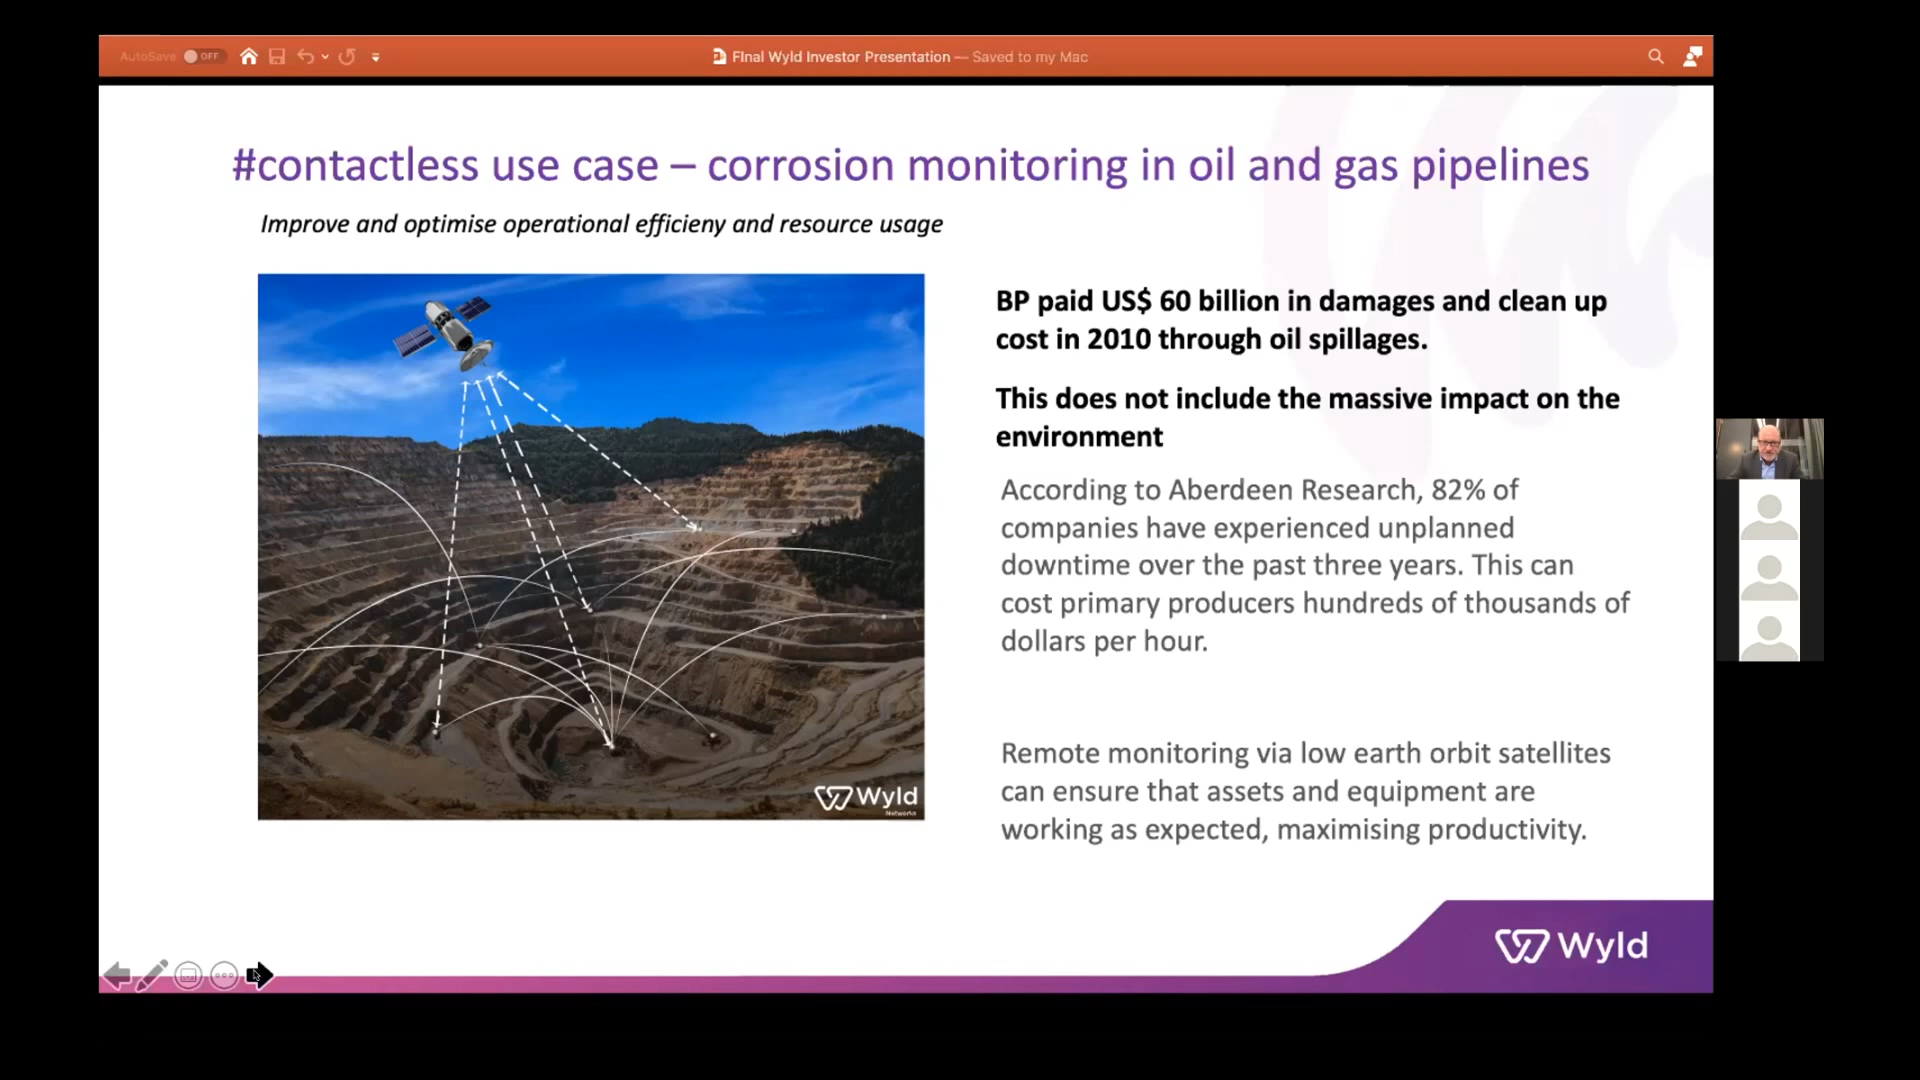 AutoSave OFF
FInal Wyld Investor Presentation — Saved to my Mac
#contactless use case – corrosion monitoring in oil and gas pipelines
Improve and optimise operational efficieny and resource usage
BP paid US$ 60 billion in damages and clean up
cost in 2010 through oil spillages.
This does not include the massive impact on the
environment
According to Aberdeen Research, 82% of
companies have experienced unplanned
downtime over the past three years. This can
cost primary producers hundreds of thousands of
dollars per hour.
Remote monitoring via low earth orbit satellites
can ensure that assets and equipment are
working as expected, maximising productivity.
Wyld
Networks
Wyld